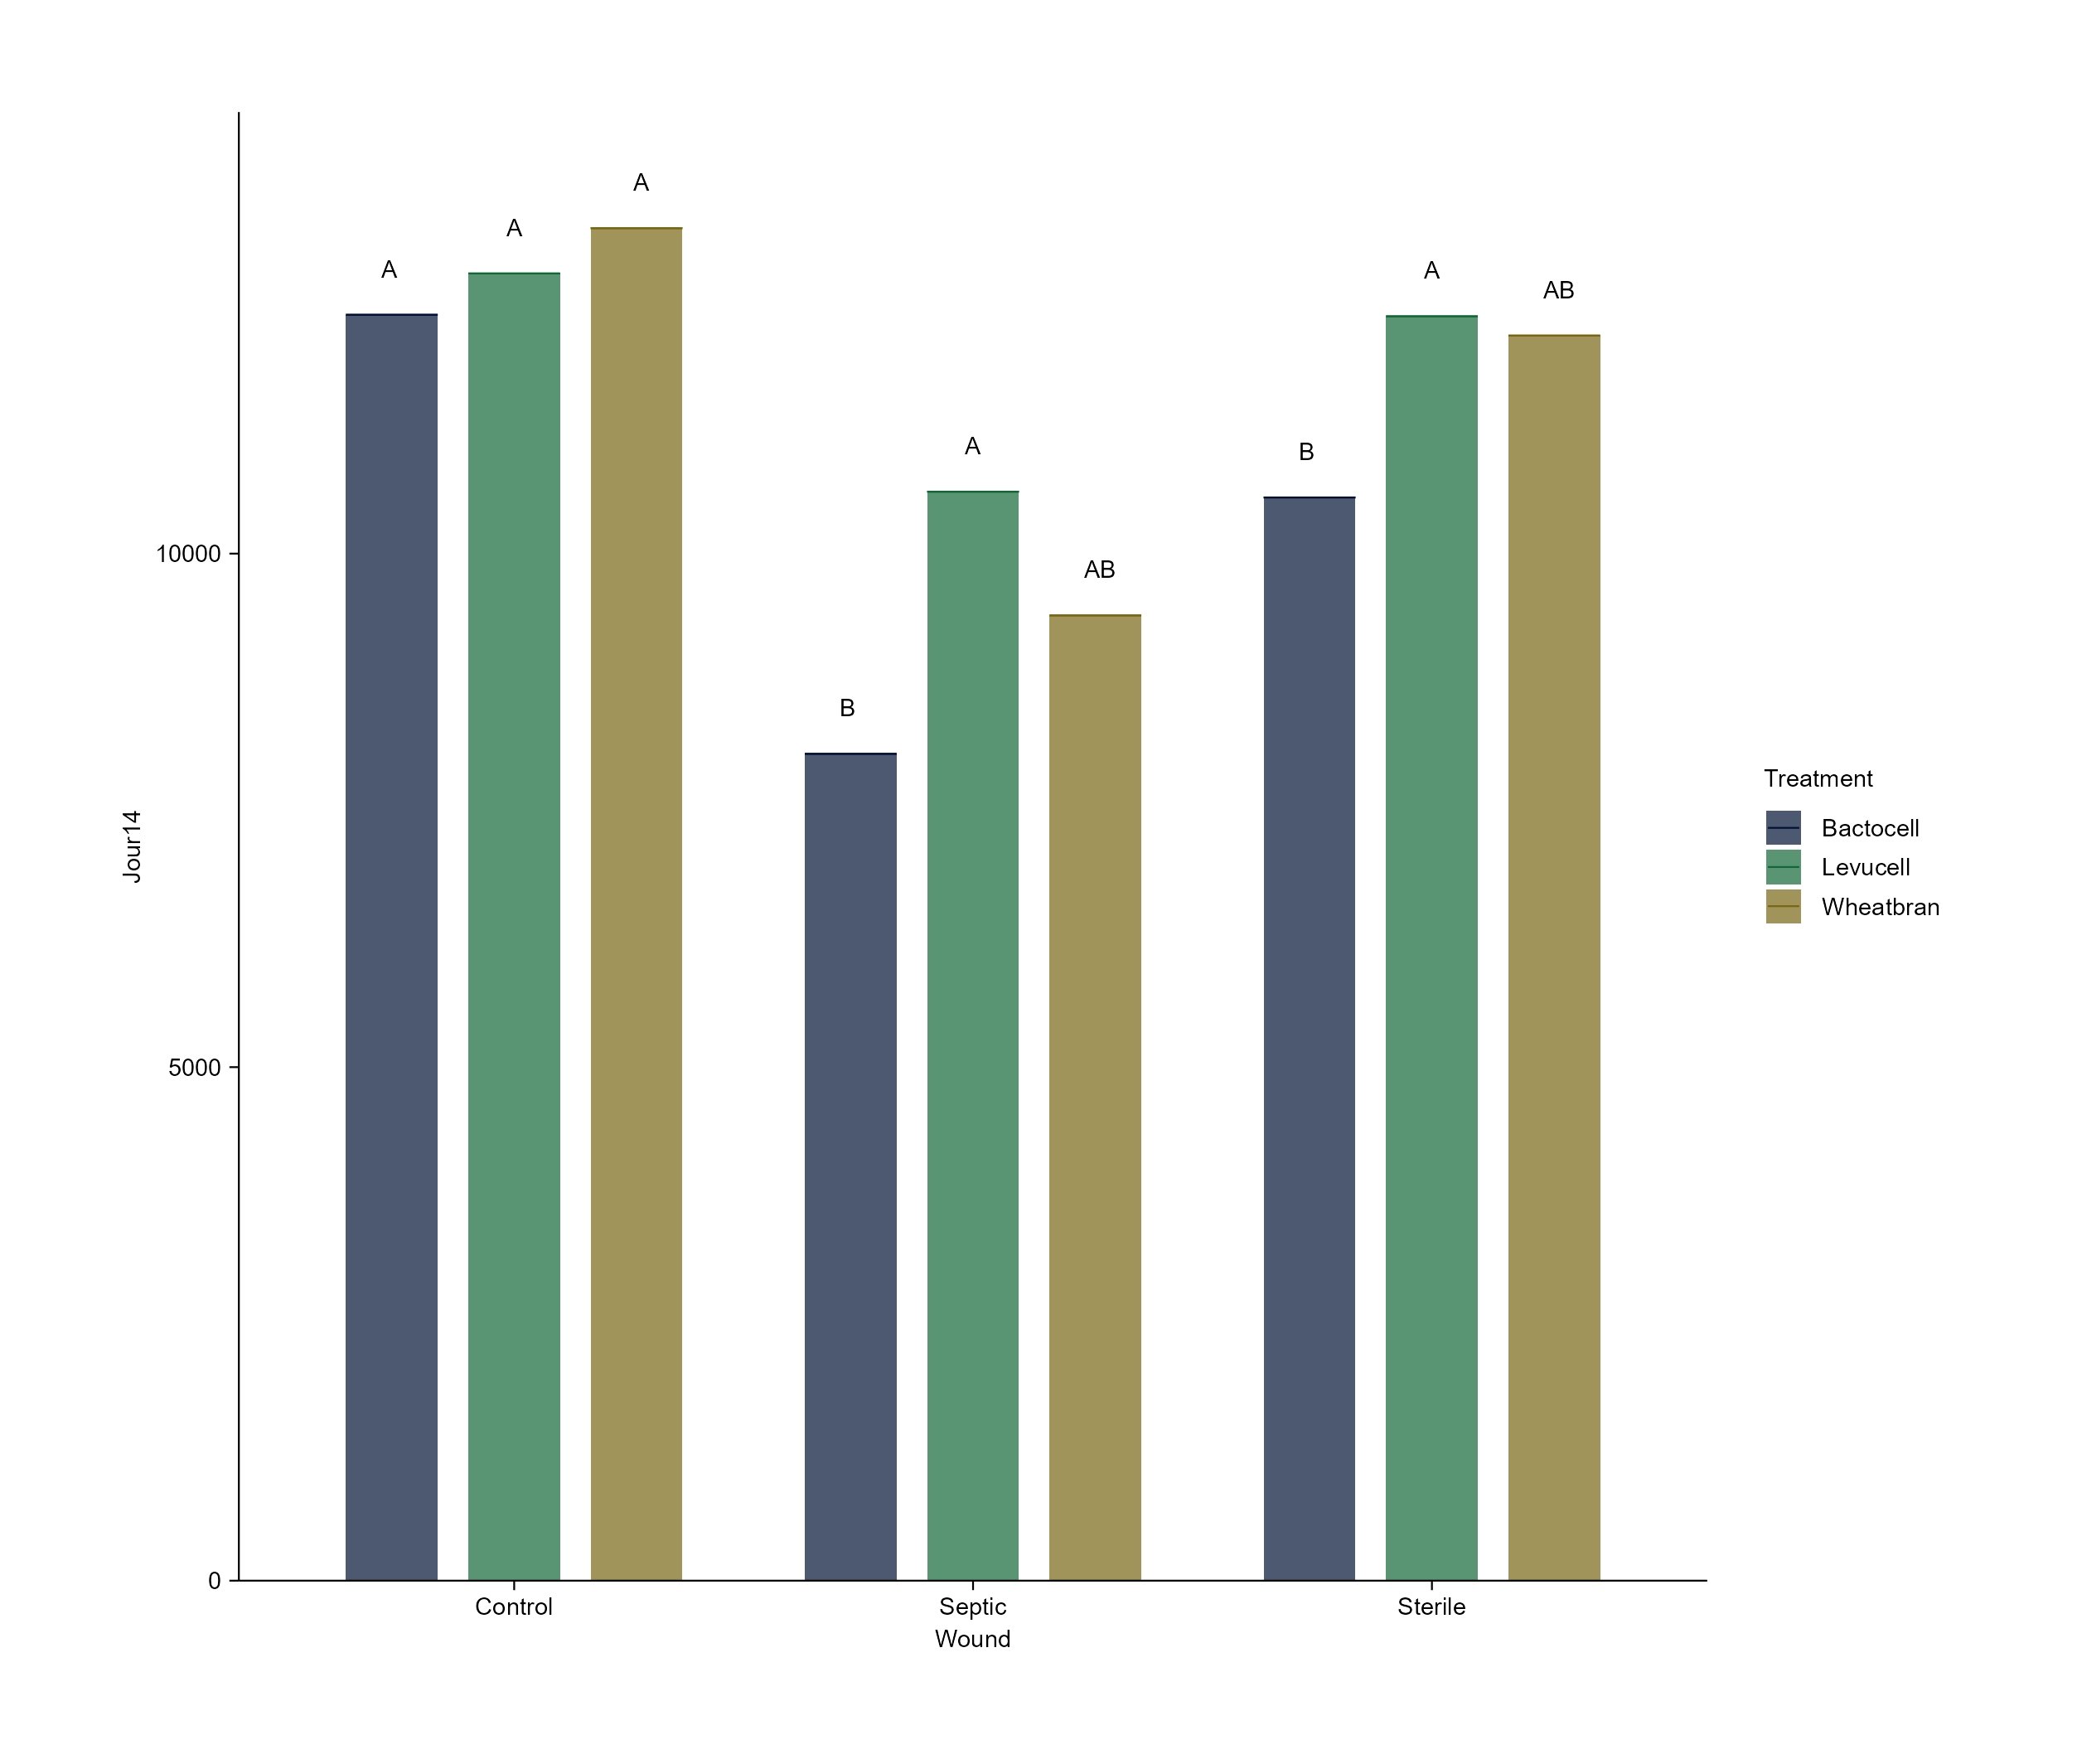 A
A
A
A
AB
A
B
10000
AB
B
Treatment
Bactocell
Levucell
Wheatbran
Jour14
5000
0
Control
Septic
Sterile
Wound